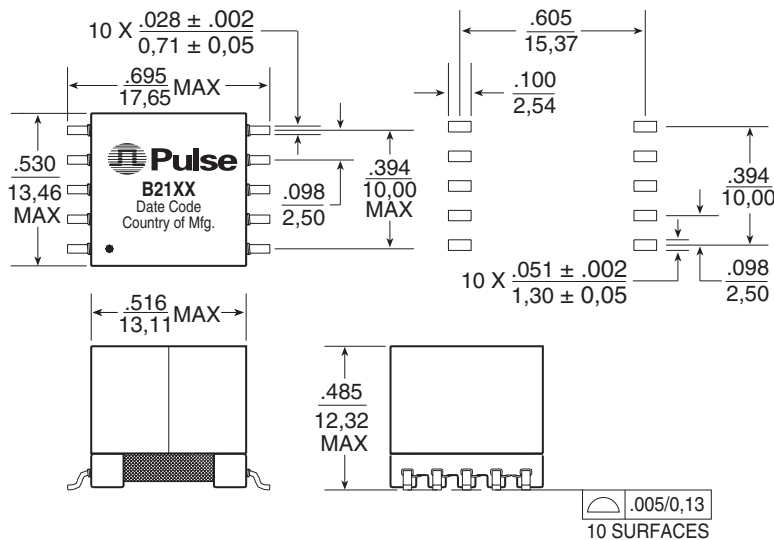 10 X .028 ± .002
0,71 ± 0,05
.695
17,65 MAX
.530
13,46
MAX
Pulse
B21XX
Date Code
Country of Mfg.
.098
2,50
.394
10,00
MAX
.605
15,37
.100
2,54
.394
10,00
10 X .051 ± .002
1,30 ± 0,05
.098
2,50
.516
13,11 MAX
.485
12,32
MAX
.005/0,13
10 SURFACES